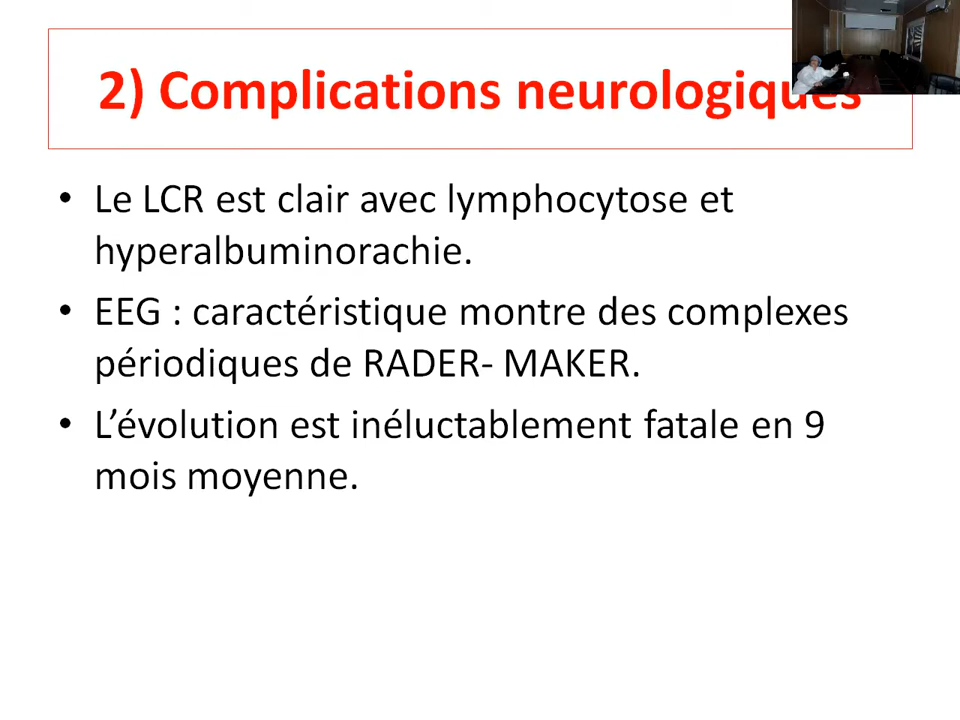 2) Complications neurologiques
• Le LCR est clair avec lymphocytose et
hyperalbuminorachie.
• EEG : caractéristique montre des complexes
périodiques de RADER- MAKER.
• L’évolution est inéluctablement fatale en 9
mois moyenne.